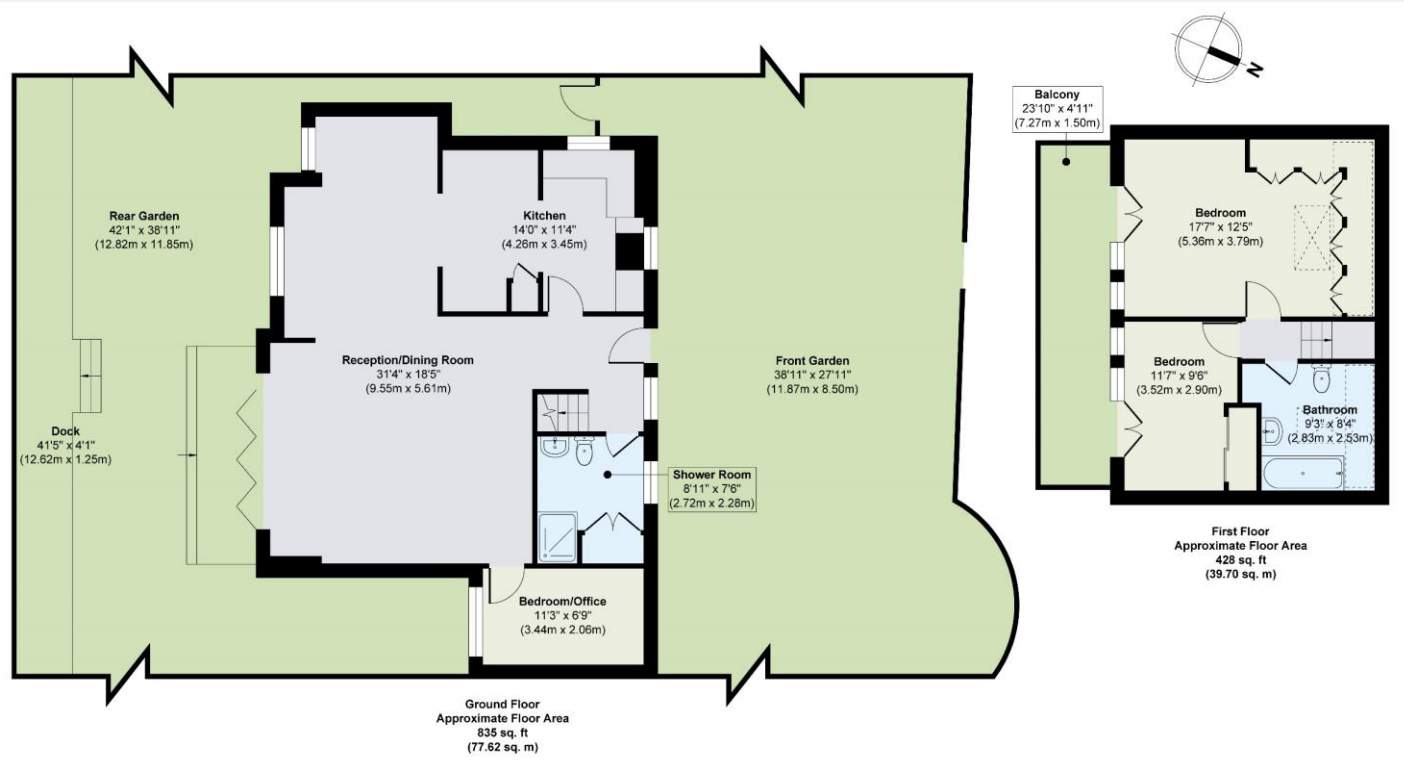 N
Balcony
23'10" x 4'11"
(7.27m x 1.50m)
Rear Garden
42'1" x 38'11"
(12.82m x 11.85m)
Kitchen
14'0" x 11'4"
(4.26m x 3.45m)
Bedroom
17'7" x 12'5"
(5.36m x 3.79m)
Reception/Dining Room
31'4" x 18'5"
(9.55m x 5.61m)
Front Garden
38'11" x 27'11"
(11.87m x 8.50m)
Bedroom
11'7" x 9'6"
(3.52m x 2.90m)
Bathroom
9'3" x 8'4"
(2.83m x 2.53m)
Dock
41'5" x 4'1"
(12.62m x 1.25m)
Shower Room
8'11" x 7'6"
(2.72m x 2.28m)
Bedroom/Office
11'3" x 6'9"
(3.44m x 2.06m)
First Floor
Approximate Floor Area
428 sq. ft
(39.70 sq. m)
Ground Floor
Approximate Floor Area
835 sq. ft
(77.62 sq. m)